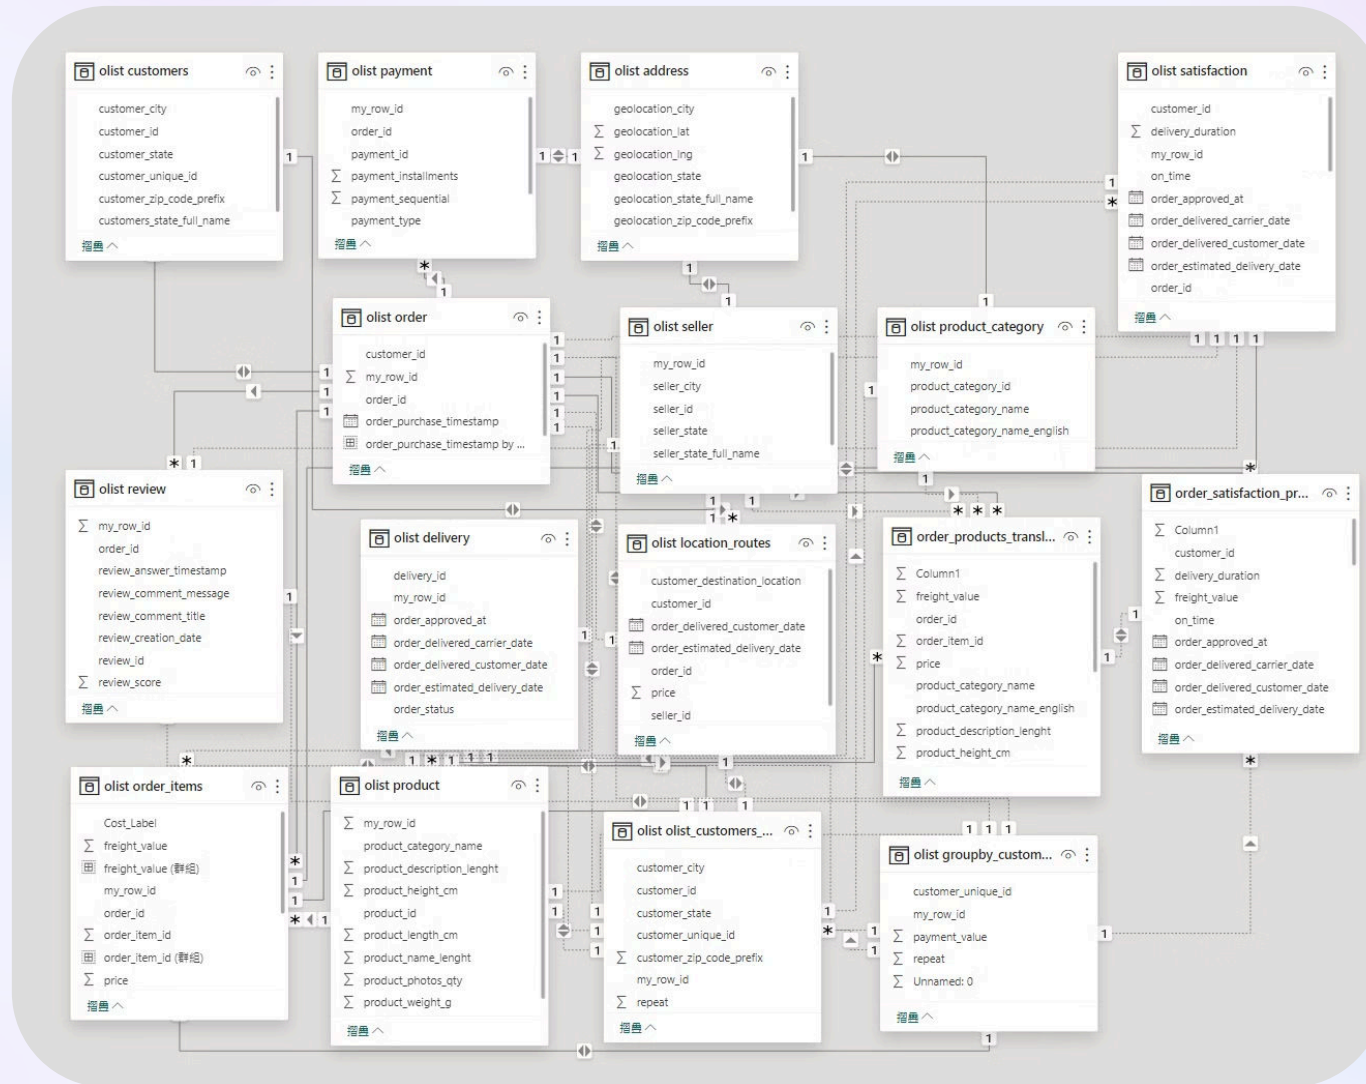 olist customers
customer_city
customer_id
customer_state
customer_unique_id
customer_zip_code_prefix
customers_state_full_name
摺疊
olist payment
my_row_id
order_id
payment_id
payment_installments
payment_sequential
payment_type
摺疊
olist address
geolocation_city
geolocation_lat
geolocation_lng
geolocation_state
geolocation_state_full_name
geolocation_zip_code_prefix
摺疊
olist satisfaction
customer_id
delivery_duration
my_row_id
on_time
order_approved_at
order_delivered_carrier_date
order_delivered_customer_date
order_estimated_delivery_date
order_id
摺疊
olist order
customer_id
my_row_id
order_id
order_purchase_timestamp
order_purchase_timestamp by ...
摺疊
olist seller
my_row_id
seller_city
seller_id
seller_state
seller_state_full_name
摺疊
olist product_category
my_row_id
product_category_id
product_category_name
product_category_name_english
摺疊
olist review
my_row_id
order_id
review_answer_timestamp
review_comment_message
review_comment_title
review_creation_date
review_id
review_score
摺疊
olist delivery
delivery_id
my_row_id
order_approved_at
order_delivered_carrier_date
order_delivered_customer_date
order_estimated_delivery_date
order_status
摺疊
olist location_routes
customer_destination_location
customer_id
order_delivered_customer_date
order_estimated_delivery_date
order_id
price
seller_id
摺疊
order_products_transl...
Column1
freight_value
order_id
order_item_id
price
product_category_name
product_category_name_english
product_description_lenght
product_height_cm
摺疊
order_satisfaction_pr...
Column1
customer_id
delivery_duration
freight_value
on_time
order_approved_at
order_delivered_carrier_date
order_delivered_customer_date
order_estimated_delivery_date
摺疊
olist order_items
Cost_Label
freight_value
freight_value (群組)
my_row_id
order_id
order_item_id
order_item_id (群組)
price
摺疊
olist product
my_row_id
product_category_name
product_description_lenght
product_height_cm
product_id
product_length_cm
product_name_lenght
product_photos_qty
product_weight_g
摺疊
olist olist_customers_...
customer_city
customer_id
customer_state
customer_unique_id
customer_zip_code_prefix
my_row_id
repeat
摺疊
olist groupby_custom...
customer_unique_id
my_row_id
payment_value
repeat
Unnamed: 0
摺疊